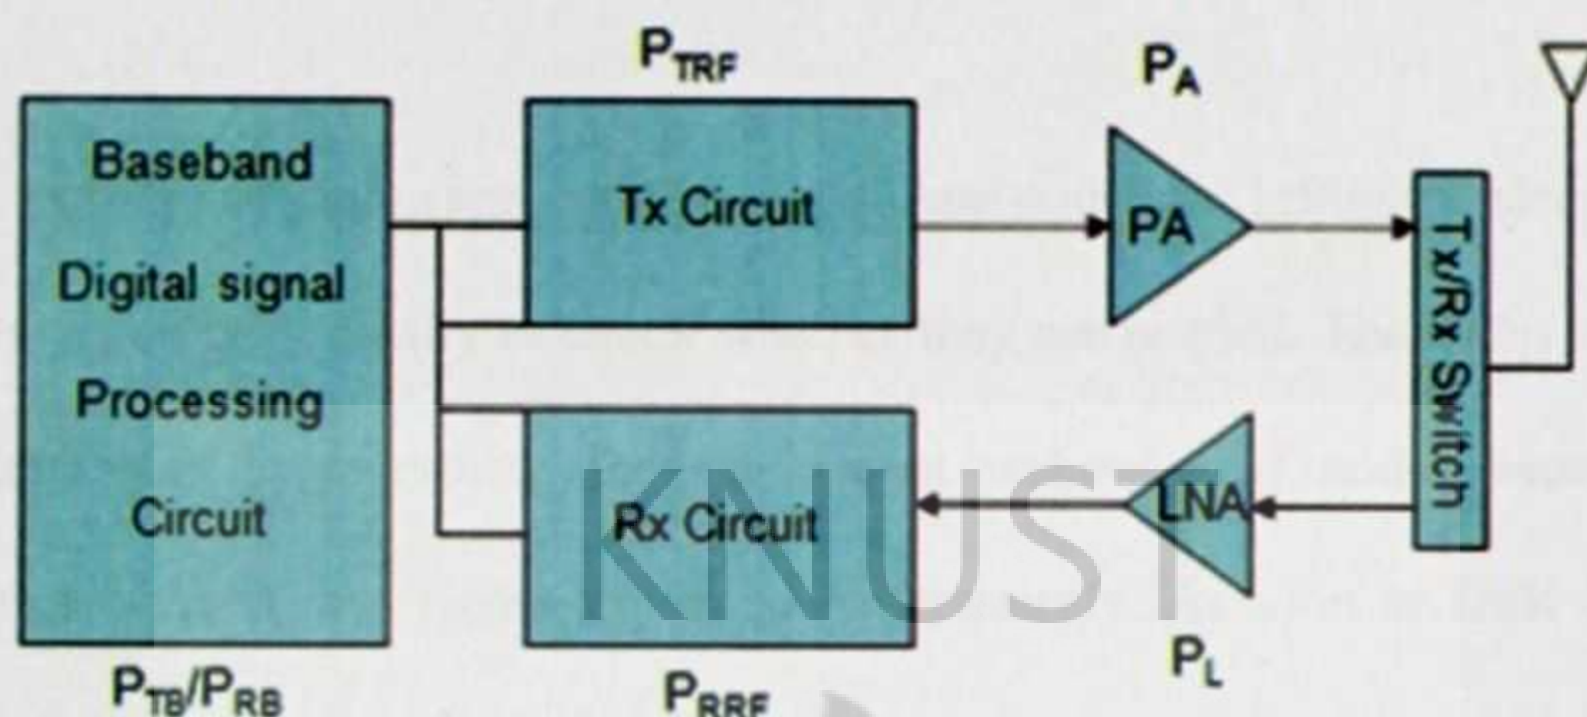 P_TRF
P_A
Baseband
Digital signal
Processing
Circuit
Tx Circuit
PA
Tx/Rx Switch
Rx Circuit
LNA
KNUST
P_L
P_TB/P_RB
P_RRF